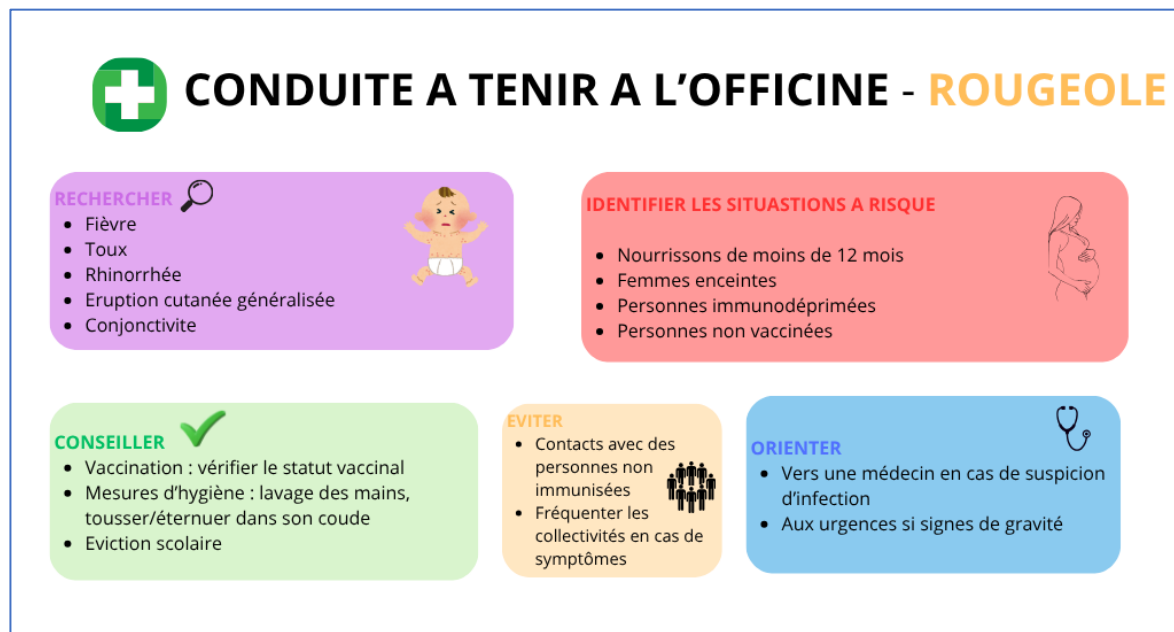 CONDUITE A TENIR A L’OFFICINE - ROUGEOLE
RECHERCHER
• Fièvre
• Toux
• Rhinorrhée
• Eruption cutanée généralisée
• Conjonctivite
IDENTIFIER LES SITUASTIONS A RISQUE
• Nourrissons de moins de 12 mois
• Femmes enceintes
• Personnes immunodéprimées
• Personnes non vaccinées
CONSEILLER
• Vaccination : vérifier le statut vaccinal
• Mesures d’hygiène : lavage des mains,
tousser/éternuer dans son coude
• Eviction scolaire
EVITER
• Contacts avec des
personnes non
immunisées
• Fréquenter les
collectivités en cas de
symptômes
ORIENTER
• Vers une médecin en cas de suspicion
d’infection
• Aux urgences si signes de gravité